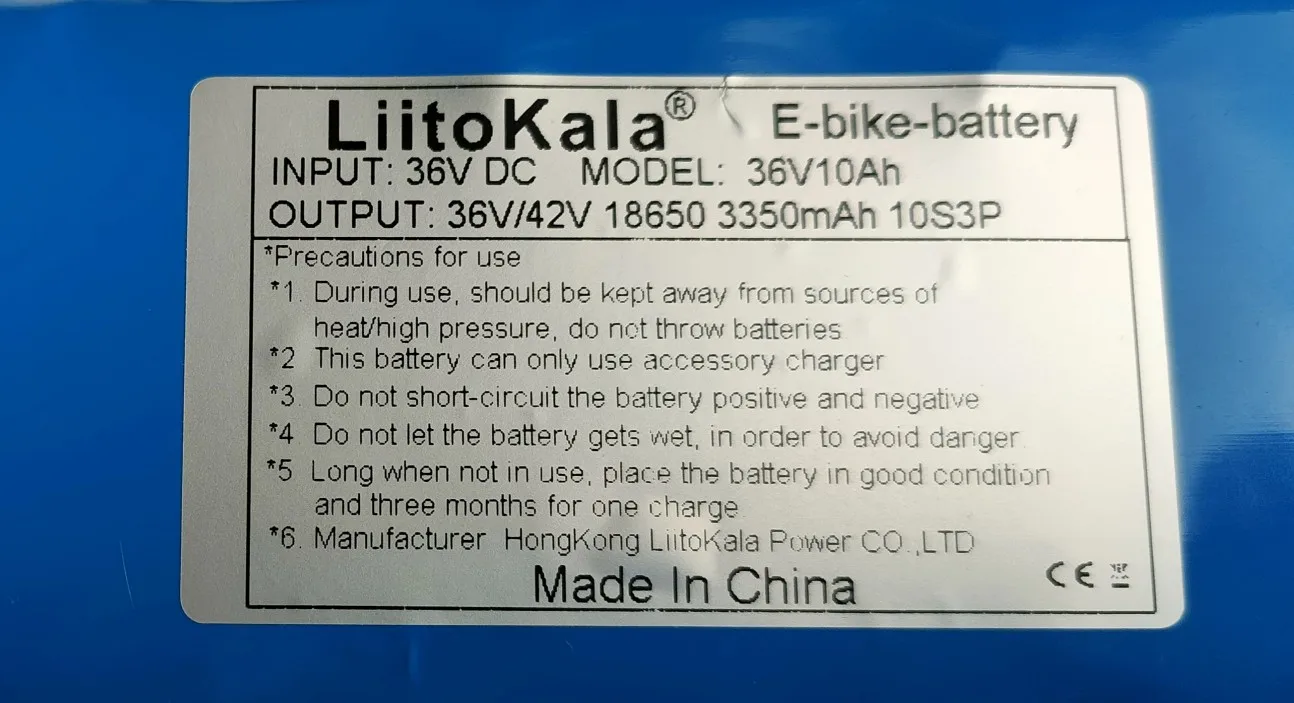 LiitoKala® E-bike-battery
INPUT: 36V DC MODEL: 36V10Ah
OUTPUT: 36V/42V 18650 3350mAh 10S3P
*Precautions for use
*1. During use, should be kept away from sources of
heat/high pressure, do not throw batteries
*2 This battery can only use accessory charger
*3. Do not short-circuit the battery positive and negative
*4 Do not let the battery gets wet, in order to avoid danger
*5 Long when not in use, place the battery in good condition
and three months for one charge
*6. Manufacturer HongKong LiitoKala Power CO.,LTD
Made In China
CE